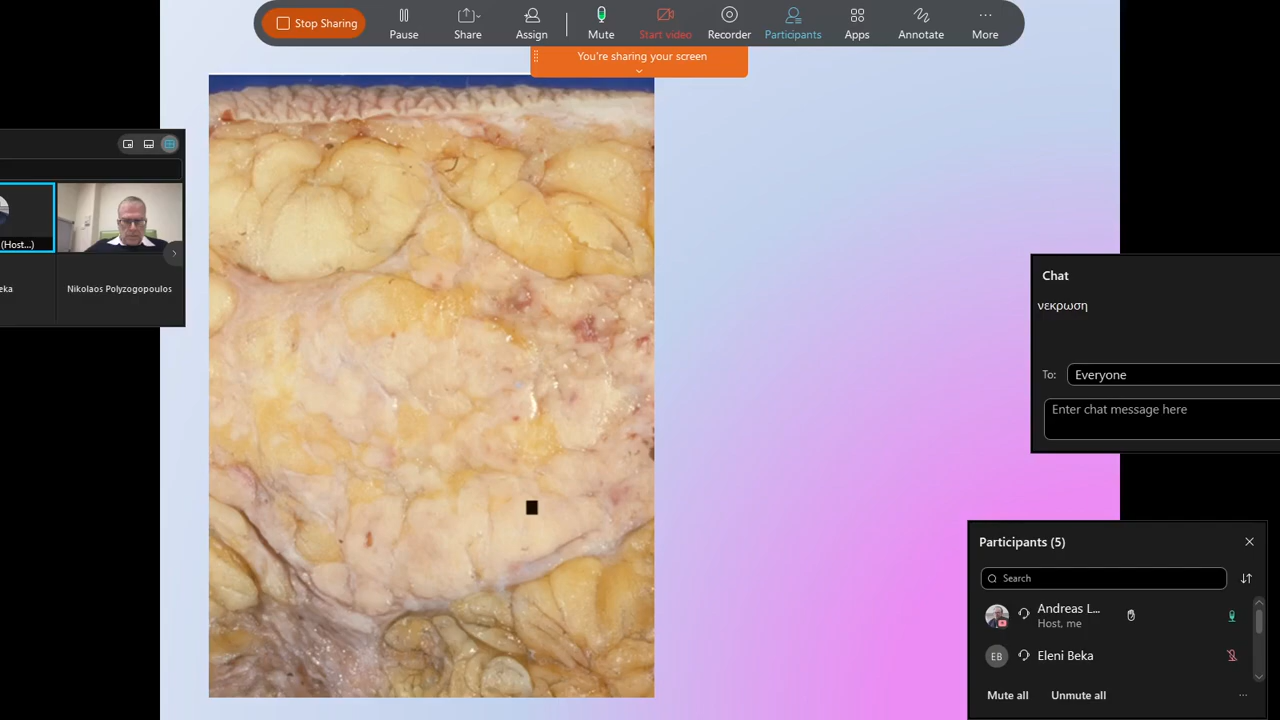 Stop Sharing
Pause
Share
Assign
Mute
Start video
Recorder
Participants
Apps
Annotate
More
You're sharing your screen
(Host...)
eka
Nikolaos Polyzogopoulos
Chat
νεκρωση
To:
Everyone
Enter chat message here
Participants (5)
Search
Andreas L...
Host, me
EB
Eleni Beka
Mute all
Unmute all